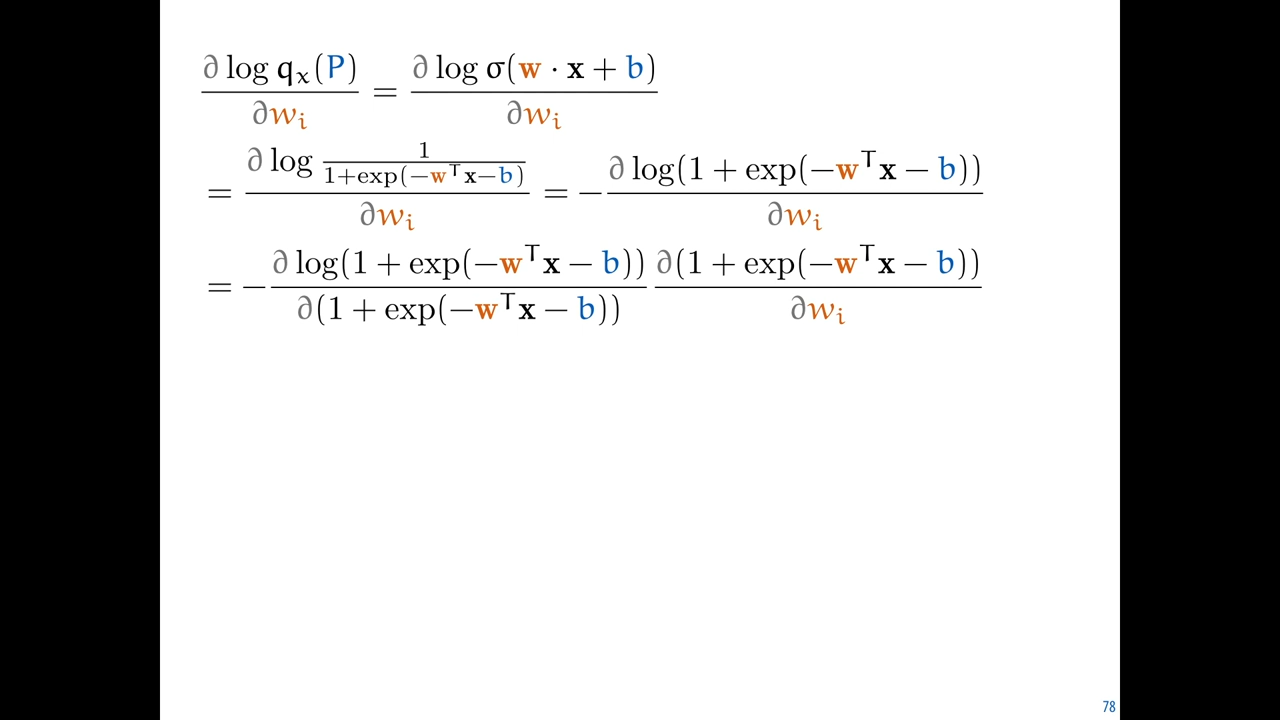 ∂ log qₓ(P) / ∂wᵢ = ∂ log σ(w · x + b) / ∂wᵢ
= ∂ log 1/(1+exp(−wᵀx−b)) / ∂wᵢ = − ∂ log(1 + exp(−wᵀx − b)) / ∂wᵢ
= − ∂ log(1 + exp(−wᵀx − b)) / ∂(1 + exp(−wᵀx − b)) ∂(1 + exp(−wᵀx − b)) / ∂wᵢ
78